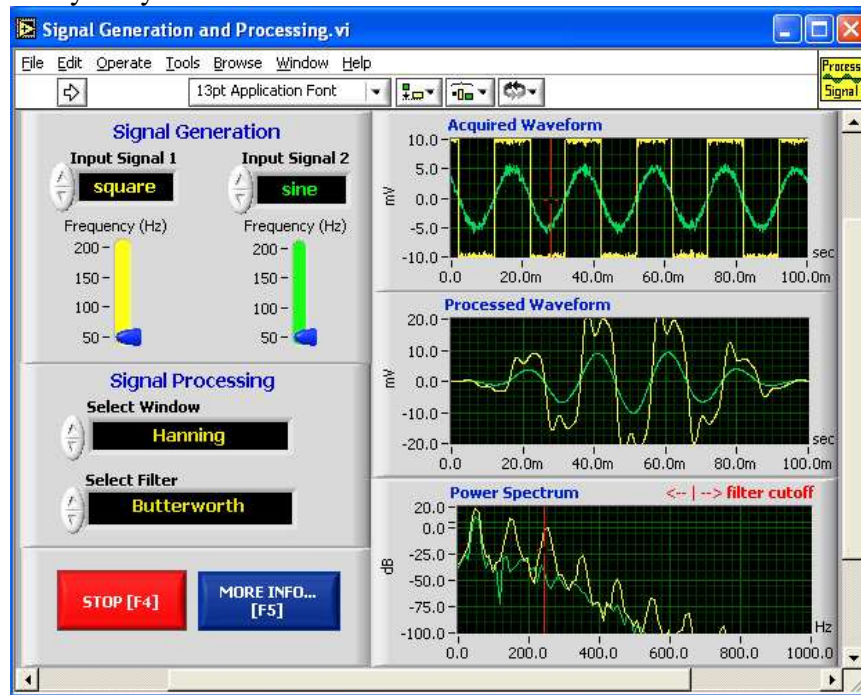 Signal Generation and Processing.vi
File Edit Operate Tools Browse Window Help
13pt Application Font
Process
Signal
Signal Generation
Input Signal 1
Input Signal 2
square
sine
Frequency (Hz)
Frequency (Hz)
200
150
100
50
200
150
100
50
Signal Processing
Select Window
Hanning
Select Filter
Butterworth
STOP [F4]
MORE INFO...
[F5]
Acquired Waveform
10.0
5.0
0.0
-5.0
-10.0
mV
sec
0.0 20.0m 40.0m 60.0m 80.0m 100.0m
Processed Waveform
20.0
10.0
0.0
-10.0
-20.0
mV
sec
0.0 20.0m 40.0m 60.0m 80.0m 100.0m
Power Spectrum
<-- | --> filter cutoff
20.0
0.0
-25.0
-50.0
-75.0
-100.0
dB
Hz
0.0 200.0 400.0 600.0 800.0 1000.0